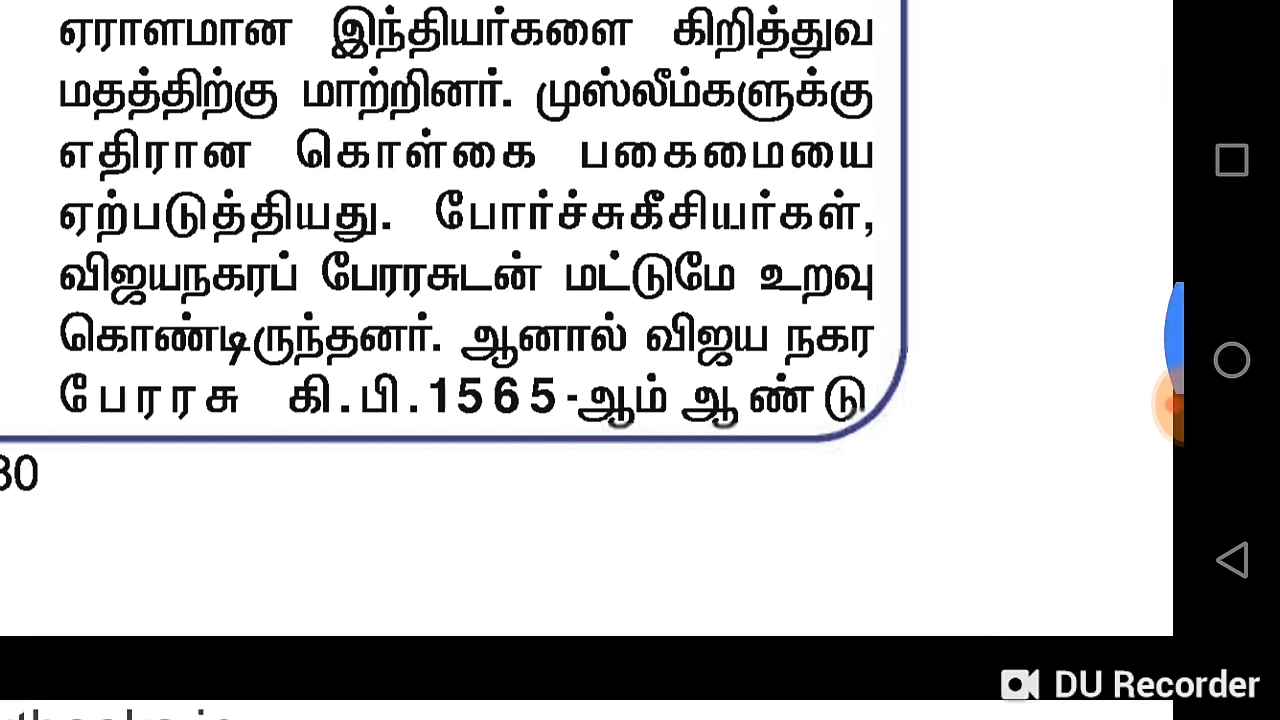 ஏராளமான இந்தியர்களை கிறித்துவ
மதத்திற்கு மாற்றினர். முஸ்லீம்களுக்கு
எதிரான கொள்கை பகைமையை
ஏற்படுத்தியது. போர்ச்சுகீசியர்கள்,
விஜயநகரப் பேரரசுடன் மட்டுமே உறவு
கொண்டிருந்தனர். ஆனால் விஜய நகர
பேரரசு கி.பி.1565-ஆம் ஆண்டு
DU Recorder